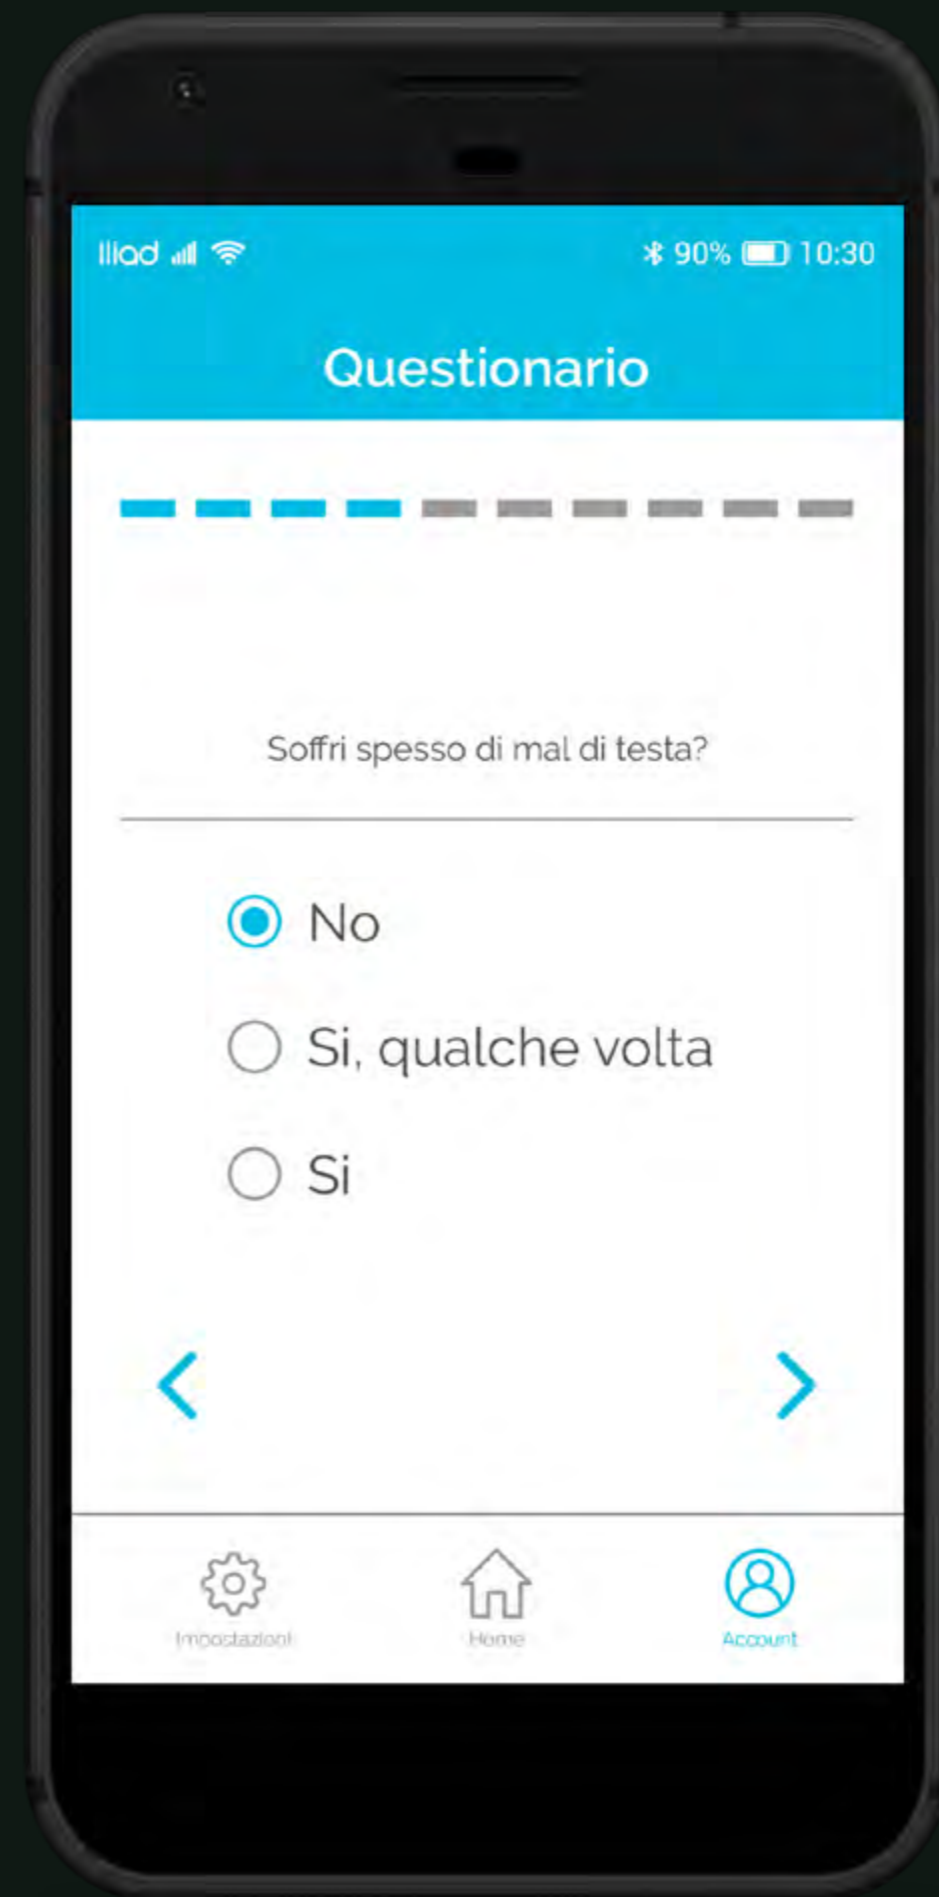 Iliad 90% 10:30
Questionario
Soffri spesso di mal di testa?
No
Si, qualche volta
Si
Impostazioni Home Account